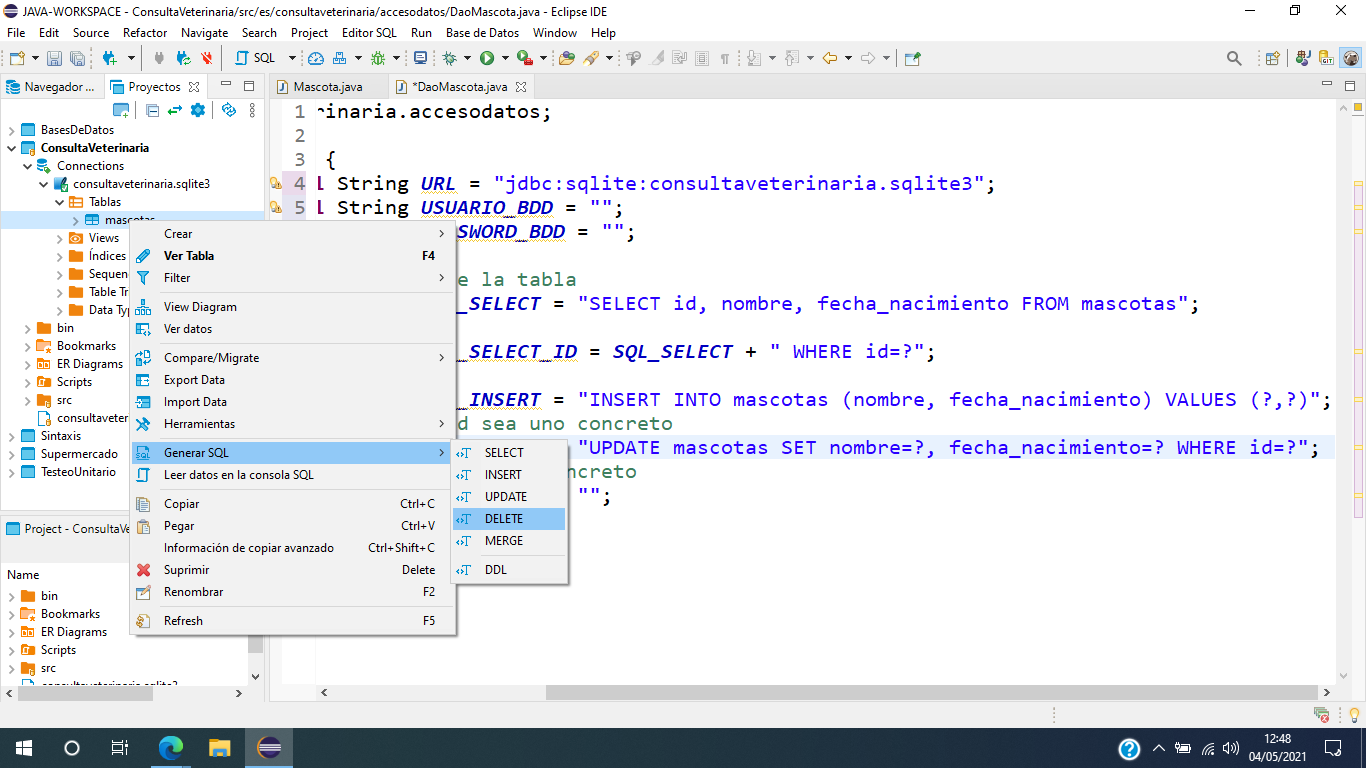 JAVA-WORKSPACE - ConsultaVeterinaria/src/es/consultaveterinaria/accesodatos/DaoMascota.java - Eclipse IDE
File Edit Source Refactor Navigate Search Project Editor SQL Run Base de Datos Window Help
SQL
Navegador ...
Proyectos
Mascota.java
*DaoMascota.java
BasesDeDatos
ConsultaVeterinaria
Connections
consultaveterinaria.sqlite3
Tablas
mascotas
Views
Índices
Sequen
Table Tr
Data Typ
bin
Bookmarks
ER Diagrams
Scripts
src
consultaveter
Sintaxis
Supermercado
TesteoUnitario
Project - ConsultaVe
Name
bin
Bookmarks
ER Diagrams
Scripts
src
consultaveterinaria.sqlite3
1 rinaria.accesodatos;
2
3 {
4 l String URL = "jdbc:sqlite:consultaveterinaria.sqlite3";
5 l String USUARIO_BDD = "";
SWORD_BDD = "";
e la tabla
_SELECT = "SELECT id, nombre, fecha_nacimiento FROM mascotas";
_SELECT_ID = SQL_SELECT + " WHERE id=?";
_INSERT = "INSERT INTO mascotas (nombre, fecha_nacimiento) VALUES (?,?)";
d sea uno concreto
"UPDATE mascotas SET nombre=?, fecha_nacimiento=? WHERE id=?";
ncreto
"";
Crear
Ver Tabla F4
Filter
View Diagram
Ver datos
Compare/Migrate
Export Data
Import Data
Herramientas
Generar SQL
Leer datos en la consola SQL
Copiar Ctrl+C
Pegar Ctrl+V
Información de copiar avanzado Ctrl+Shift+C
Suprimir Delete
Renombrar F2
Refresh F5
SELECT
INSERT
UPDATE
DELETE
MERGE
DDL
12:48
04/05/2021